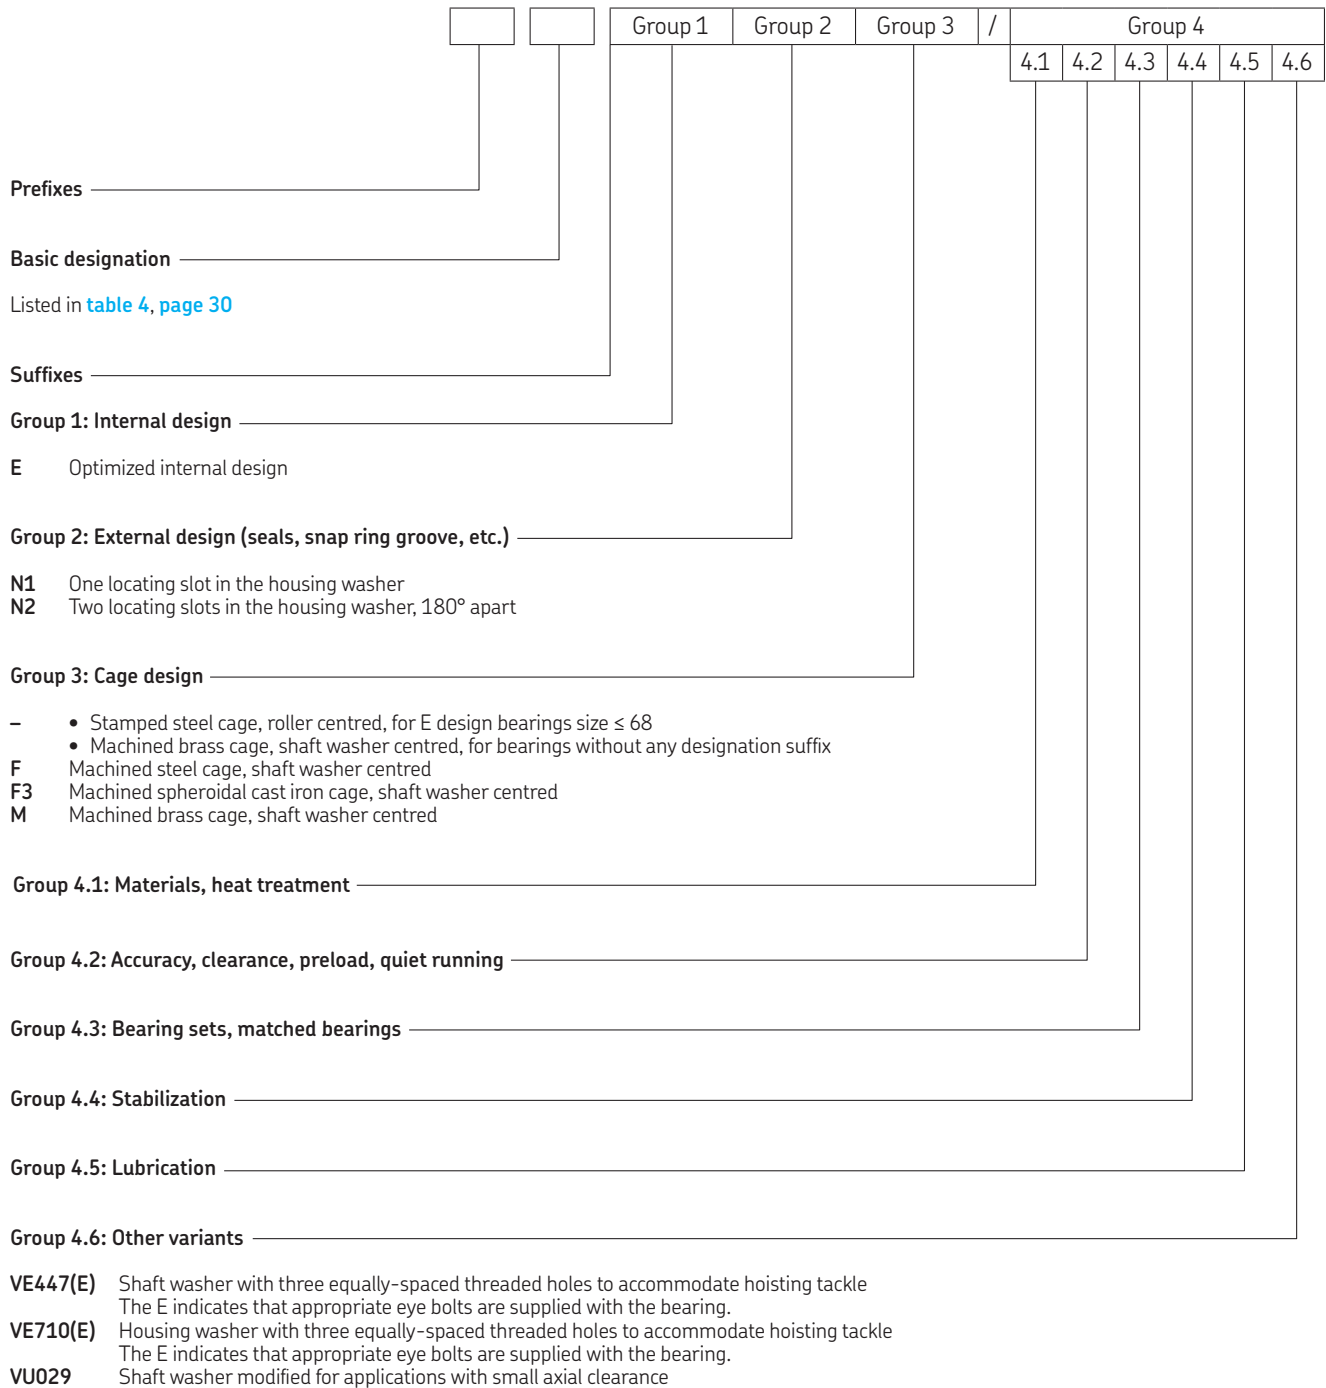 Group 1 Group 2 Group 3 / Group 4
4.1 4.2 4.3 4.4 4.5 4.6
Prefixes
Basic designation
Listed in table 4, page 30
Suffixes
Group 1: Internal design
E Optimized internal design
Group 2: External design (seals, snap ring groove, etc.)
N1 One locating slot in the housing washer
N2 Two locating slots in the housing washer, 180° apart
Group 3: Cage design
– • Stamped steel cage, roller centred, for E design bearings size ≤ 68
• Machined brass cage, shaft washer centred, for bearings without any designation suffix
F Machined steel cage, shaft washer centred
F3 Machined spheroidal cast iron cage, shaft washer centred
M Machined brass cage, shaft washer centred
Group 4.1: Materials, heat treatment
Group 4.2: Accuracy, clearance, preload, quiet running
Group 4.3: Bearing sets, matched bearings
Group 4.4: Stabilization
Group 4.5: Lubrication
Group 4.6: Other variants
VE447(E) Shaft washer with three equally-spaced threaded holes to accommodate hoisting tackle
The E indicates that appropriate eye bolts are supplied with the bearing.
VE710(E) Housing washer with three equally-spaced threaded holes to accommodate hoisting tackle
The E indicates that appropriate eye bolts are supplied with the bearing.
VU029 Shaft washer modified for applications with small axial clearance